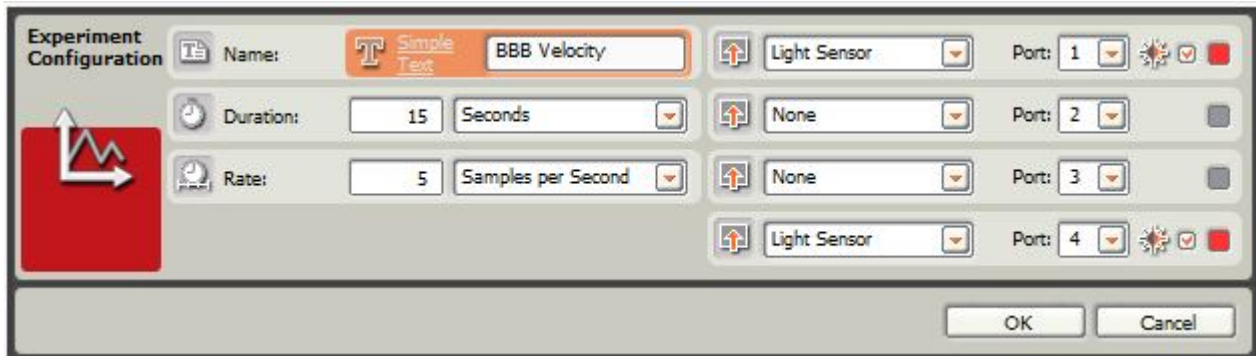 Experiment
Configuration
Name:
Simple
Text
BBB Velocity
Duration:
15
Seconds
Rate:
5
Samples per Second
Light Sensor
Port: 1
None
Port: 2
None
Port: 3
Light Sensor
Port: 4
OK
Cancel